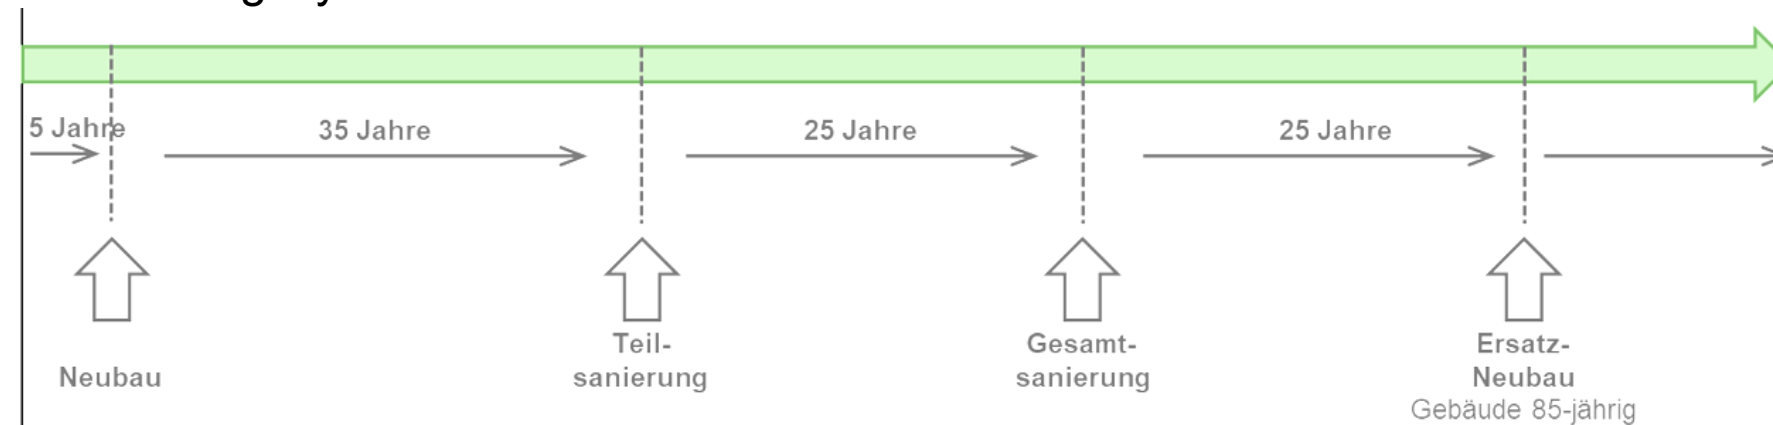 5 Jahre
35 Jahre
25 Jahre
25 Jahre
Neubau
Teil-
sanierung
Gesamt-
sanierung
Ersatz-
Neubau
Gebäude 85-jährig